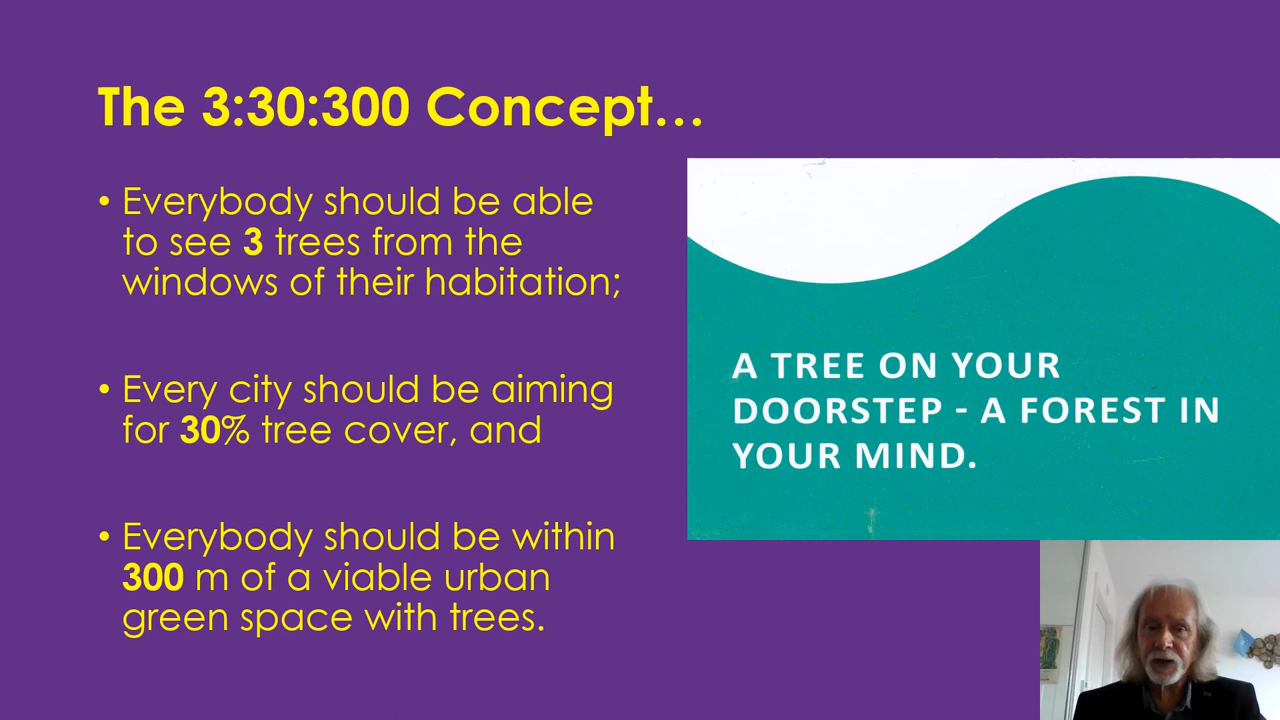 The 3:30:300 Concept…
• Everybody should be able
to see 3 trees from the
windows of their habitation;
• Every city should be aiming
for 30% tree cover, and
• Everybody should be within
300 m of a viable urban
green space with trees.
A TREE ON YOUR
DOORSTEP - A FOREST IN
YOUR MIND.